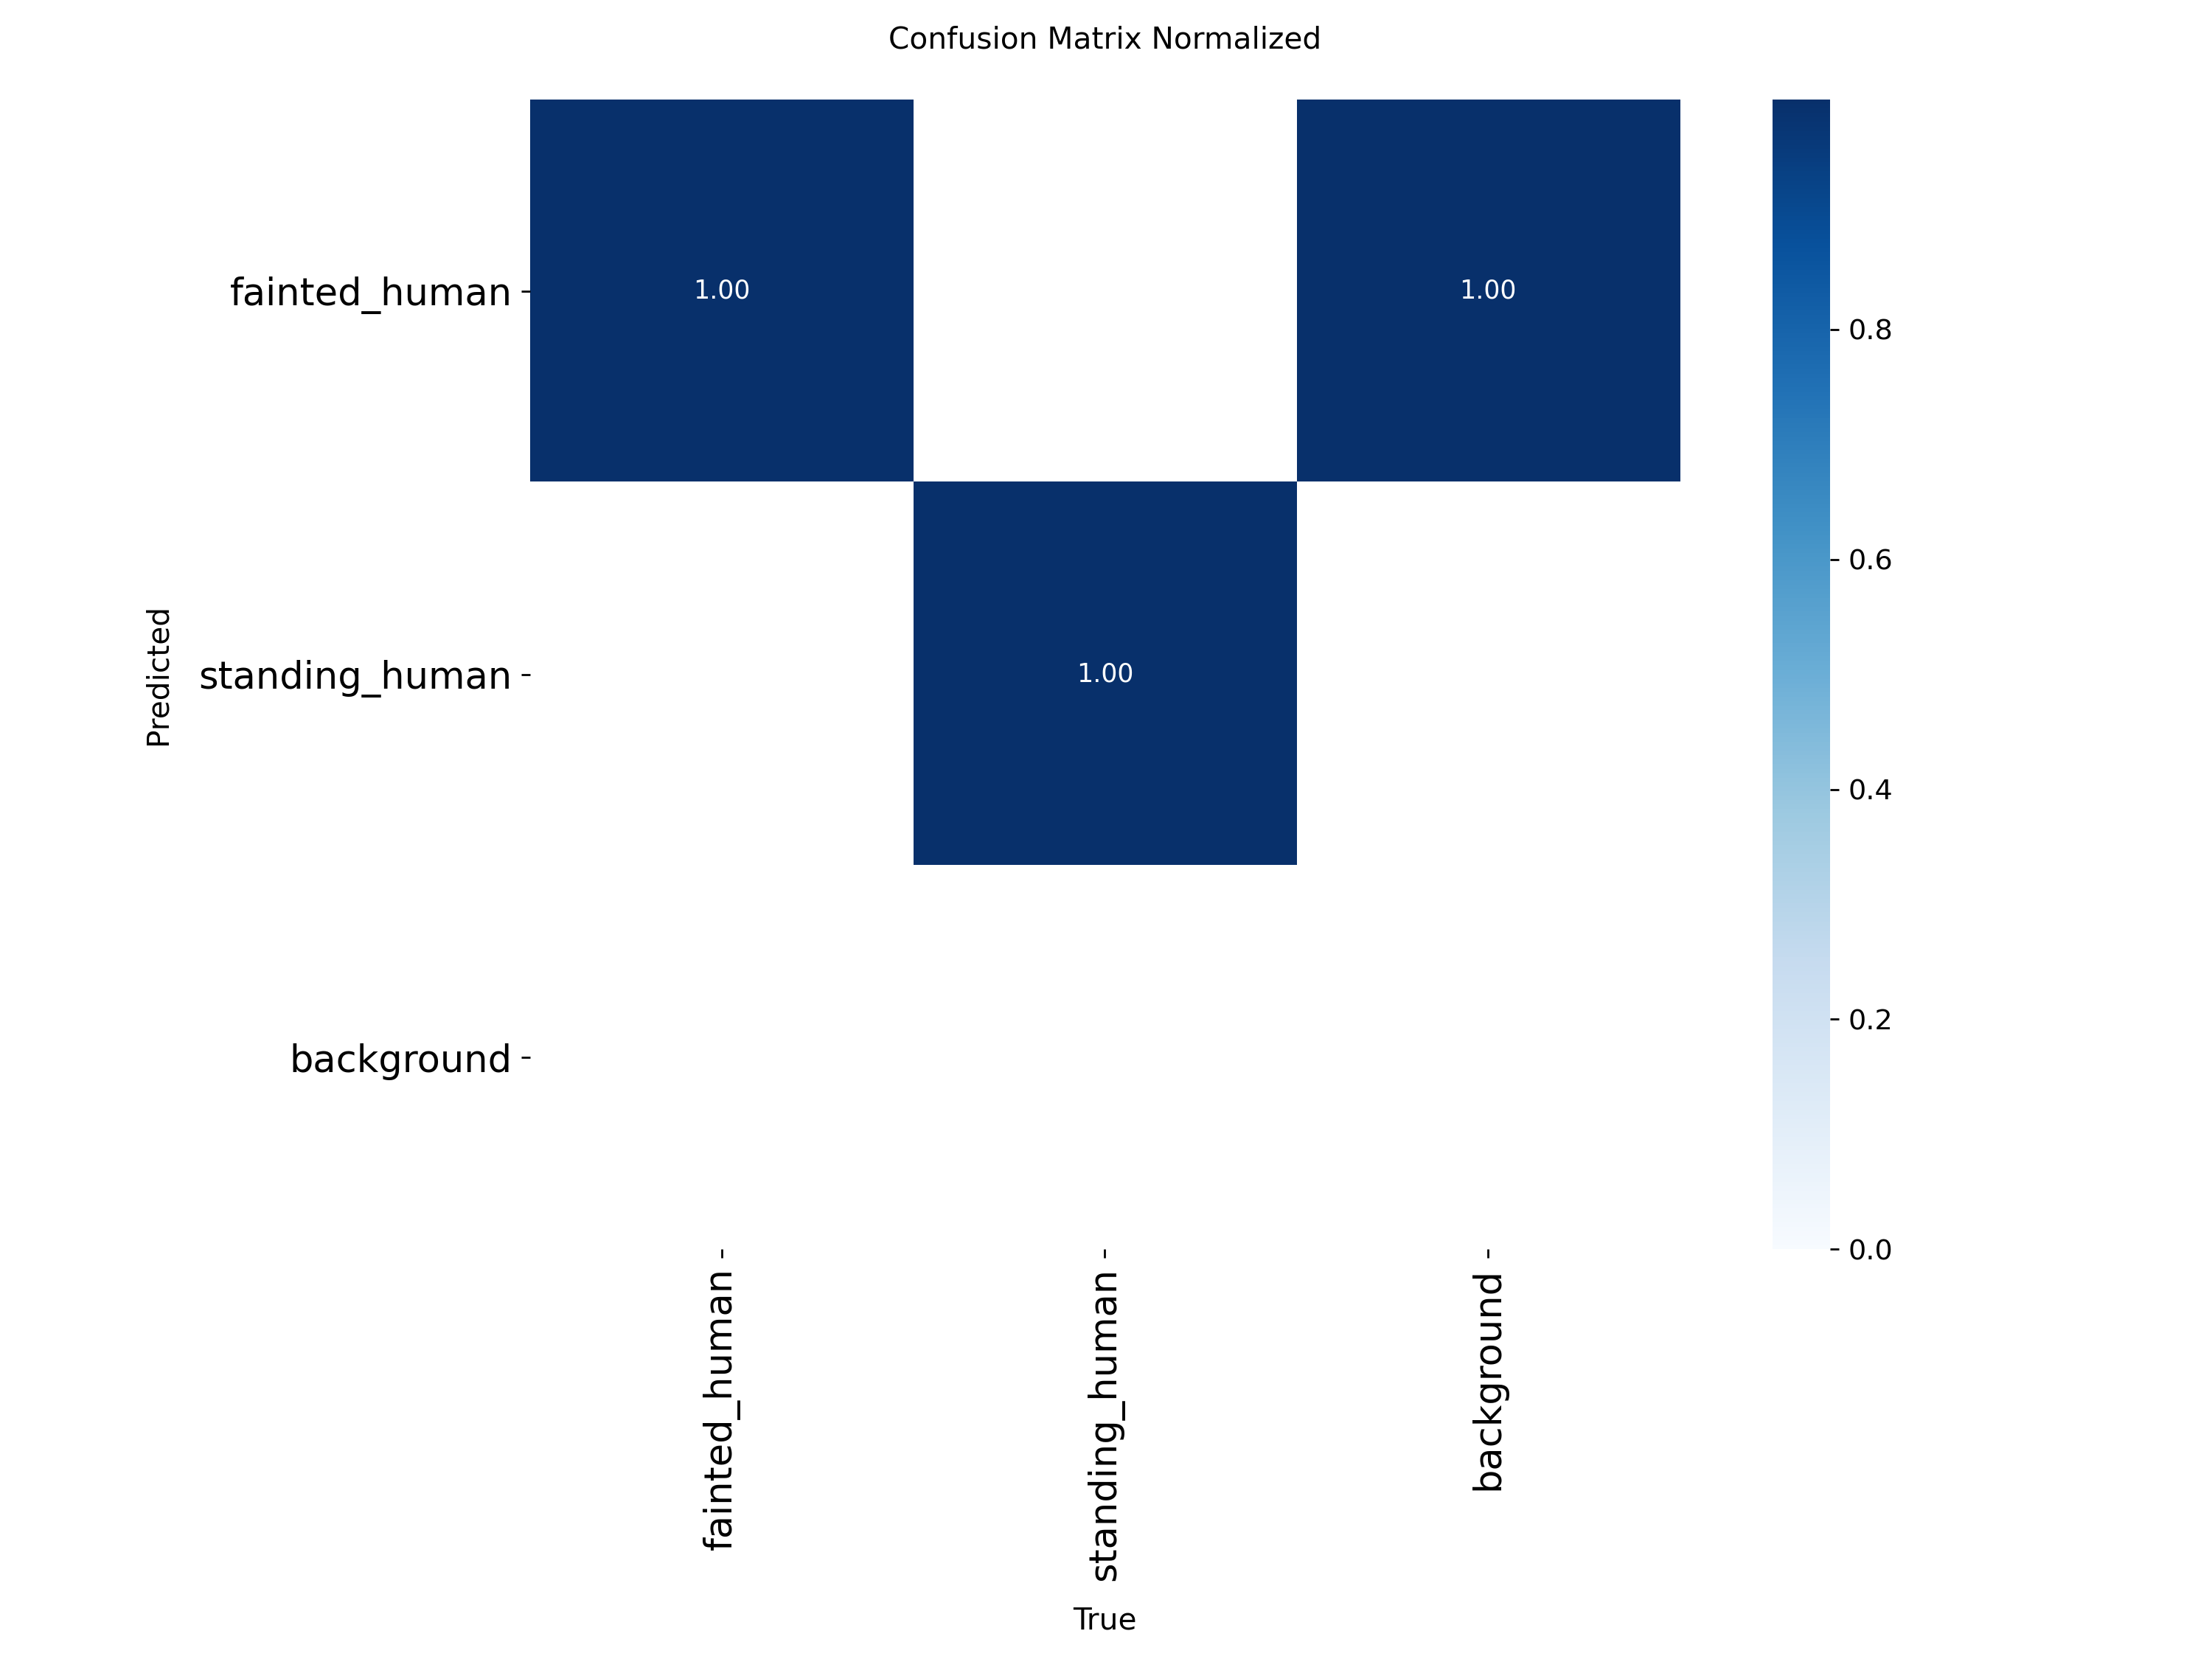 Confusion Matrix Normalized
fainted_human
1.00
1.00
0.8
0.6
standing_human
1.00
Predicted
0.4
background
0.2
0.0
fainted_human
standing_human
background
True